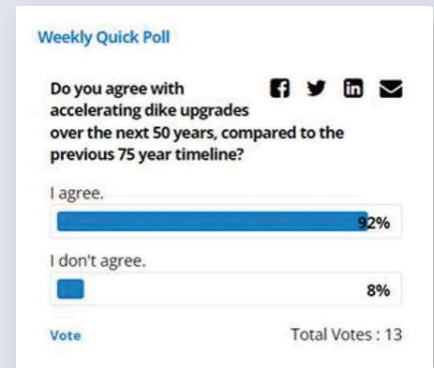 Weekly Quick Poll
Do you agree with
accelerating dike upgrades
over the next 50 years, compared to the
previous 75 year timeline?
I agree.
92%
I don't agree.
8%
Vote Total Votes : 13